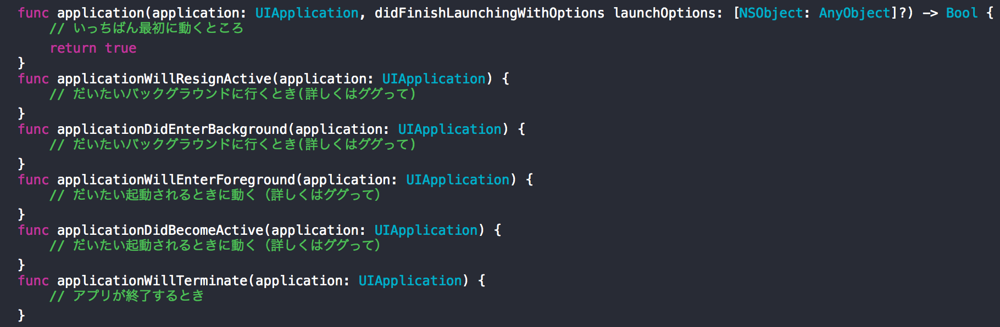 func application(application: UIApplication, didFinishLaunchingWithOptions launchOptions: [NSObject: AnyObject]?) -> Bool {
    // いっちばん最初に動くところ
    return true
}
func applicationWillResignActive(application: UIApplication) {
    // だいたいバックグラウンドに行くとき(詳しくはググって)
}
func applicationDidEnterBackground(application: UIApplication) {
    // だいたいバックグラウンドに行くとき(詳しくはググって)
}
func applicationWillEnterForeground(application: UIApplication) {
    // だいたい起動されるときに動く（詳しくはググって）
}
func applicationDidBecomeActive(application: UIApplication) {
    // だいたい起動されるときに動く（詳しくはググって）
}
func applicationWillTerminate(application: UIApplication) {
    // アプリが終了するとき
}